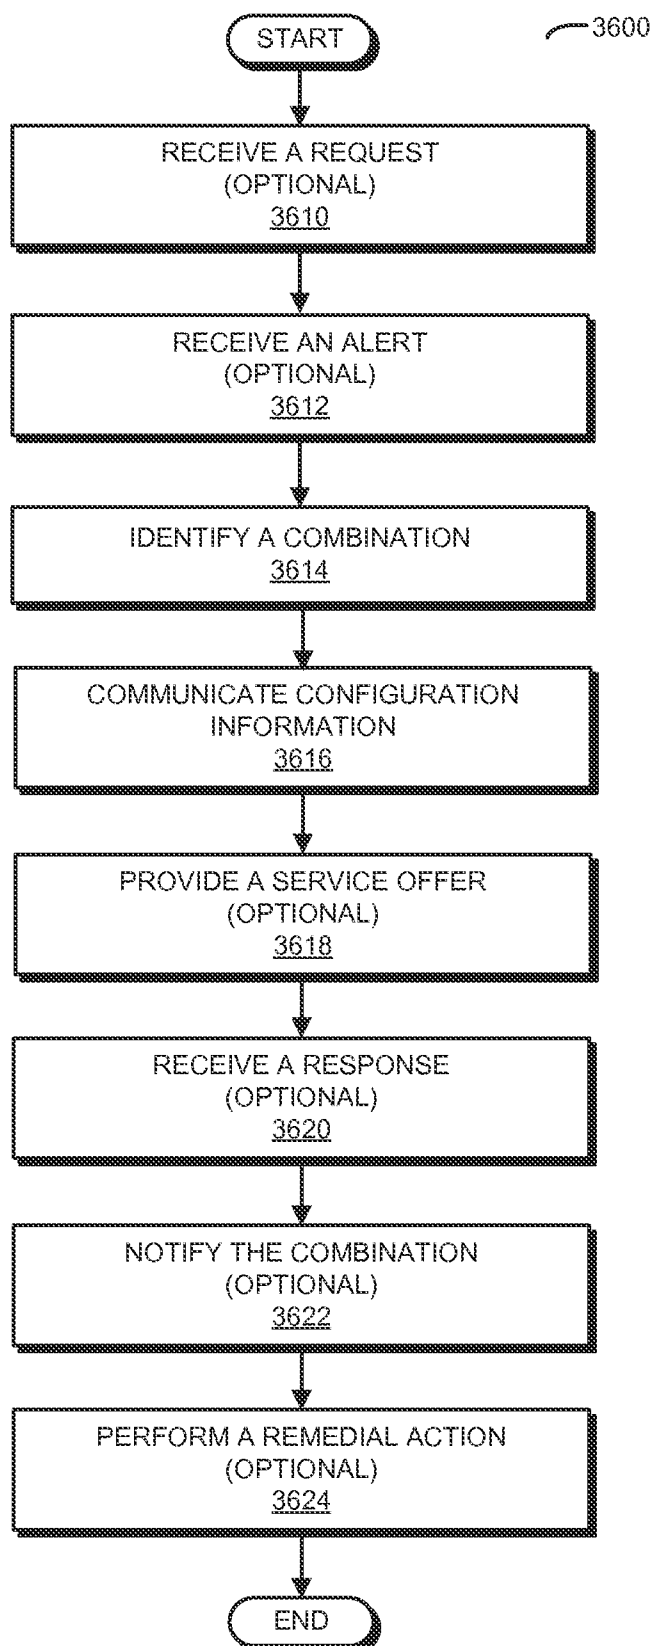 START
3600
RECEIVE A REQUEST
(OPTIONAL)
3610
RECEIVE AN ALERT
(OPTIONAL)
3612
IDENTIFY A COMBINATION
3614
COMMUNICATE CONFIGURATION
INFORMATION
3616
PROVIDE A SERVICE OFFER
(OPTIONAL)
3618
RECEIVE A RESPONSE
(OPTIONAL)
3620
NOTIFY THE COMBINATION
(OPTIONAL)
3622
PERFORM A REMEDIAL ACTION
(OPTIONAL)
3624
END